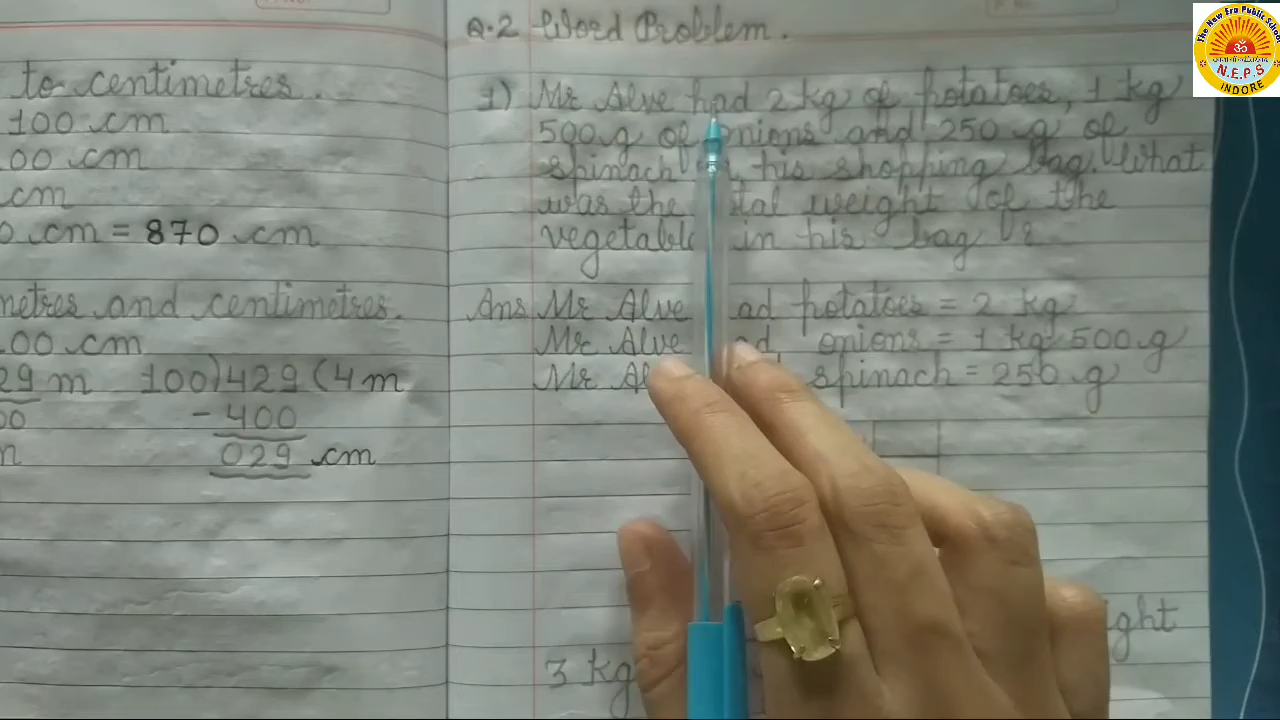 to centimetres.
100 cm
00 cm
cm
0 cm = 870 cm
metres and centimetres.
00 cm
29 m 100)429(4 m
00 - 400
029 cm
Q.2 Word Problem.
1) Mr Alve had 2 kg of potatoes, 1 kg
500 g of onions and 250 g of
spinach his shopping bag. What
was the weight of the
in his bag ?
Ans Mr Alve potatoes = 2 kg
Mr Alve onions = 1 kg 500 g
Mr spinach = 250 g
3 kg
The New Era Public School
N.E.P.S
INDORE